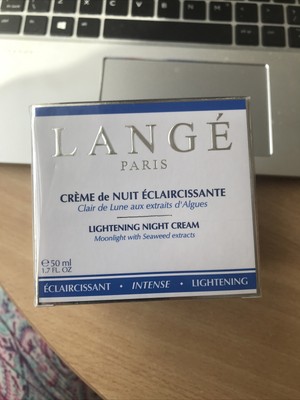 LANGÉ
PARIS
CRÈME de NUIT ÉCLAIRCISSANTE
Clair de Lune aux extraits d'Algues
LIGHTENING NIGHT CREAM
Moonlight with Seaweed extracts
℮50 ml
1.7 FL. OZ
ÉCLAIRCISSANT • INTENSE • LIGHTENING